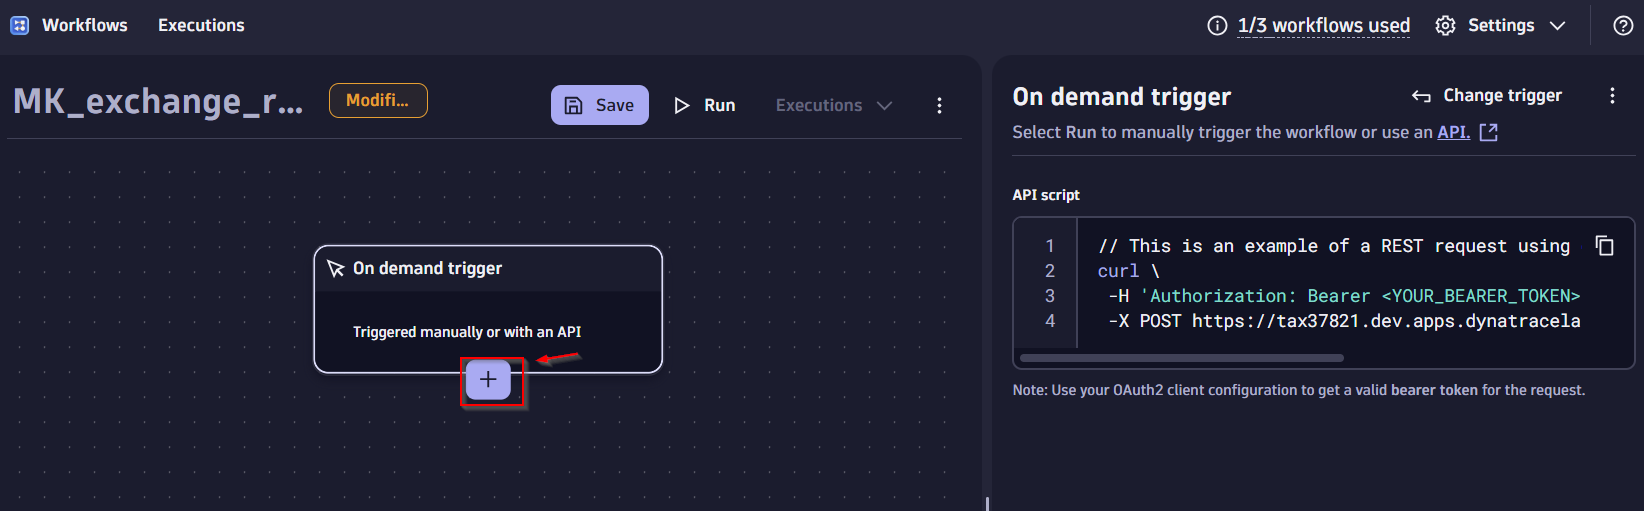 Workflows Executions 1/3 workflows used Settings
MK_exchange_r... Modifi... Save Run Executions
On demand trigger
Triggered manually or with an API
On demand trigger Change trigger
Select Run to manually trigger the workflow or use an API.
API script
1 // This is an example of a REST request using
2 curl \
3 -H 'Authorization: Bearer <YOUR_BEARER_TOKEN>
4 -X POST https://tax37821.dev.apps.dynatracela
Note: Use your OAuth2 client configuration to get a valid bearer token for the request.